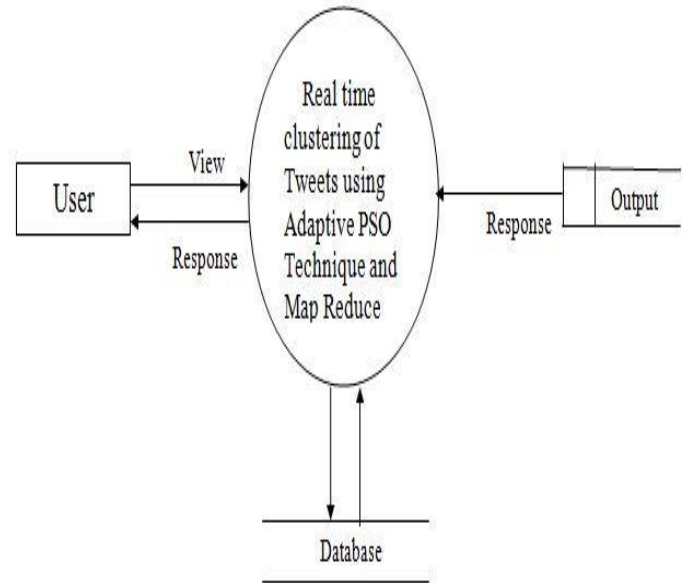 Real time
clustering of
Tweets using
Adaptive PSO
Technique and
Map Reduce
View
User
Response
Response
Output
Database